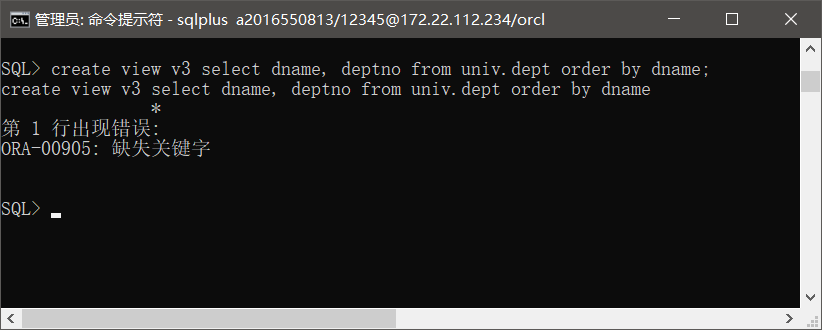 管理员: 命令提示符 - sqlplus  a2016550813/12345@172.22.112.234/orcl
SQL> create view v3 select dname, deptno from univ.dept order by dname;
create view v3 select dname, deptno from univ.dept order by dname
               *
第 1 行出现错误:
ORA-00905: 缺失关键字
SQL>